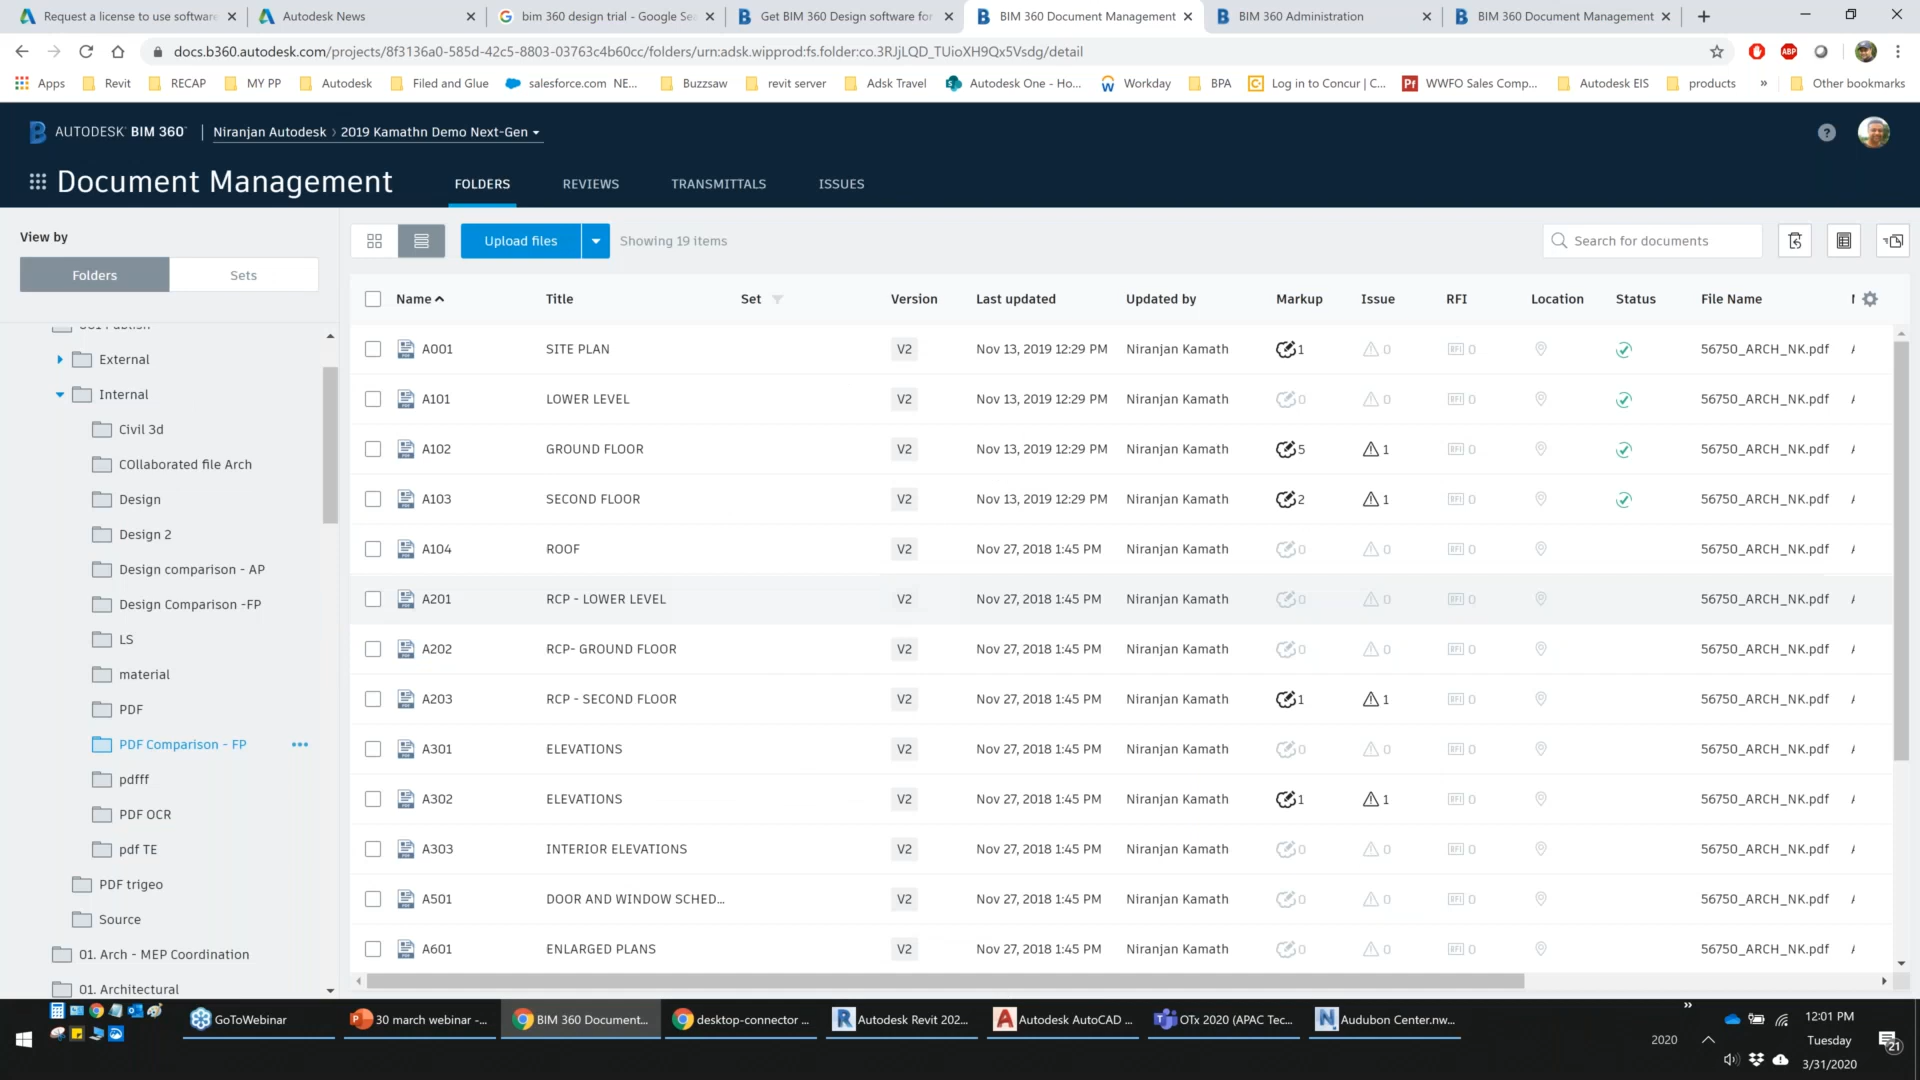 Request a license to use software
Autodesk News
bim 360 design trial - Google Se
Get BIM 360 Design software for
BIM 360 Document Management
BIM 360 Administration
BIM 360 Document Management
docs.b360.autodesk.com/projects/8f3136a0-585d-42c5-8803-03763c4b60cc/folders/urn:adsk.wipprod:fs.folder:co.3RJjLQD_TUioXH9Qx5Vsdg/detail
ABP
Apps
Revit
RECAP
MY PP
Autodesk
Filed and Glue
salesforce.com NE...
Buzzsaw
revit server
Adsk Travel
Autodesk One - Ho...
Workday
BPA
Log in to Concur | C...
WWFO Sales Comp...
Autodesk EIS
products
»
Other bookmarks
AUTODESK BIM 360
Niranjan Autodesk › 2019 Kamathn Demo Next-Gen
Document Management
FOLDERS
REVIEWS
TRANSMITTALS
ISSUES
View by
Folders
Sets
Upload files
Showing 19 items
Search for documents
External
Internal
Civil 3d
COllaborated file Arch
Design
Design 2
Design comparison - AP
Design Comparison -FP
LS
material
PDF
PDF Comparison - FP
pdfff
PDF OCR
pdf TE
PDF trigeo
Source
01. Arch - MEP Coordination
01. Architectural
Name Title Set Version Last updated Updated by Markup Issue RFI Location Status File Name
A001 SITE PLAN V2 Nov 13, 2019 12:29 PM Niranjan Kamath 1 0 RFI 0 56750_ARCH_NK.pdf
A101 LOWER LEVEL V2 Nov 13, 2019 12:29 PM Niranjan Kamath 0 0 RFI 0 56750_ARCH_NK.pdf
A102 GROUND FLOOR V2 Nov 13, 2019 12:29 PM Niranjan Kamath 5 1 RFI 0 56750_ARCH_NK.pdf
A103 SECOND FLOOR V2 Nov 13, 2019 12:29 PM Niranjan Kamath 2 1 RFI 0 56750_ARCH_NK.pdf
A104 ROOF V2 Nov 27, 2018 1:45 PM Niranjan Kamath 0 0 RFI 0 56750_ARCH_NK.pdf
A201 RCP - LOWER LEVEL V2 Nov 27, 2018 1:45 PM Niranjan Kamath 0 0 RFI 0 56750_ARCH_NK.pdf
A202 RCP- GROUND FLOOR V2 Nov 27, 2018 1:45 PM Niranjan Kamath 0 0 RFI 0 56750_ARCH_NK.pdf
A203 RCP - SECOND FLOOR V2 Nov 27, 2018 1:45 PM Niranjan Kamath 1 1 RFI 0 56750_ARCH_NK.pdf
A301 ELEVATIONS V2 Nov 27, 2018 1:45 PM Niranjan Kamath 0 0 RFI 0 56750_ARCH_NK.pdf
A302 ELEVATIONS V2 Nov 27, 2018 1:45 PM Niranjan Kamath 1 1 RFI 0 56750_ARCH_NK.pdf
A303 INTERIOR ELEVATIONS V2 Nov 27, 2018 1:45 PM Niranjan Kamath 0 0 RFI 0 56750_ARCH_NK.pdf
A501 DOOR AND WINDOW SCHED... V2 Nov 27, 2018 1:45 PM Niranjan Kamath 0 0 RFI 0 56750_ARCH_NK.pdf
A601 ENLARGED PLANS V2 Nov 27, 2018 1:45 PM Niranjan Kamath 0 0 RFI 0 56750_ARCH_NK.pdf
GoToWebinar
30 march webinar -...
BIM 360 Document...
desktop-connector ...
Autodesk Revit 202...
Autodesk AutoCAD ...
OTx 2020 (APAC Tec...
Audubon Center.nw...
»
2020
12:01 PM
Tuesday
3/31/2020
21